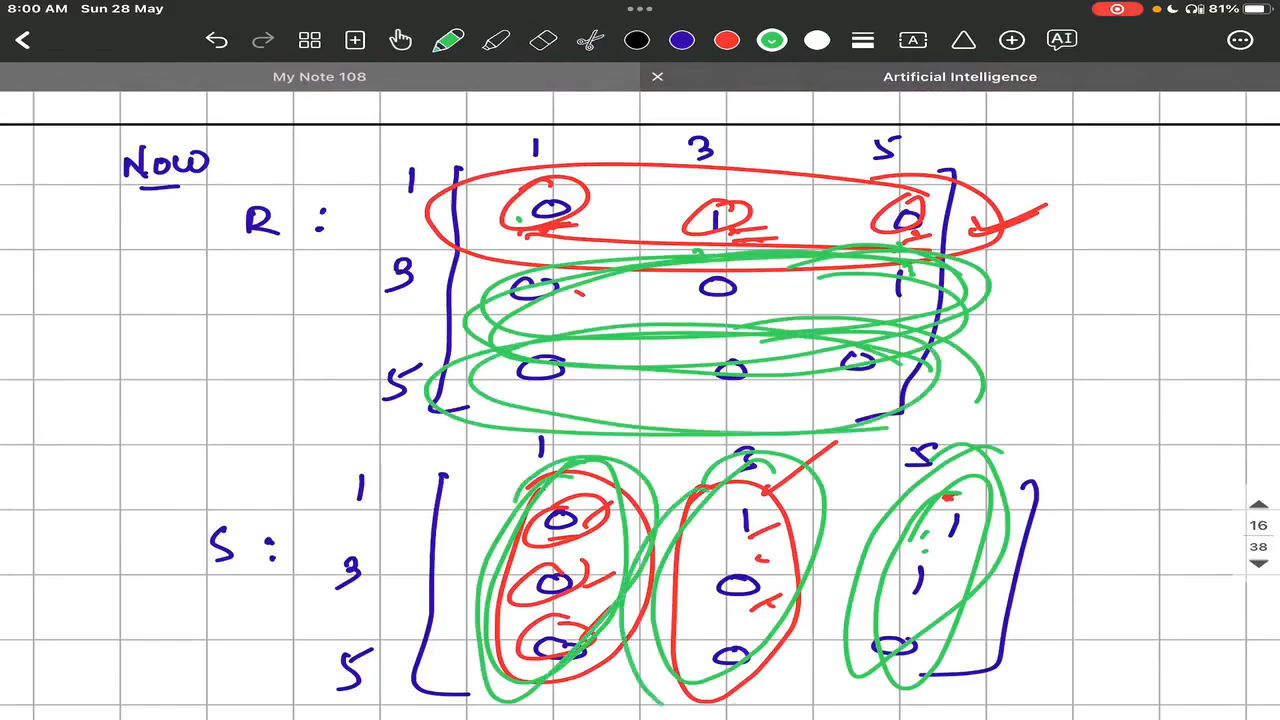 8:00 AM Sun 28 May 81%
A AI
My Note 108 Artificial Intelligence
Now
1 3 5
R : 1 0 1 0
3 0 0 1
5 0 0 0
1 3 5
1 0 1 1
S : 3 0 0 1
5 0 0 0
16
38